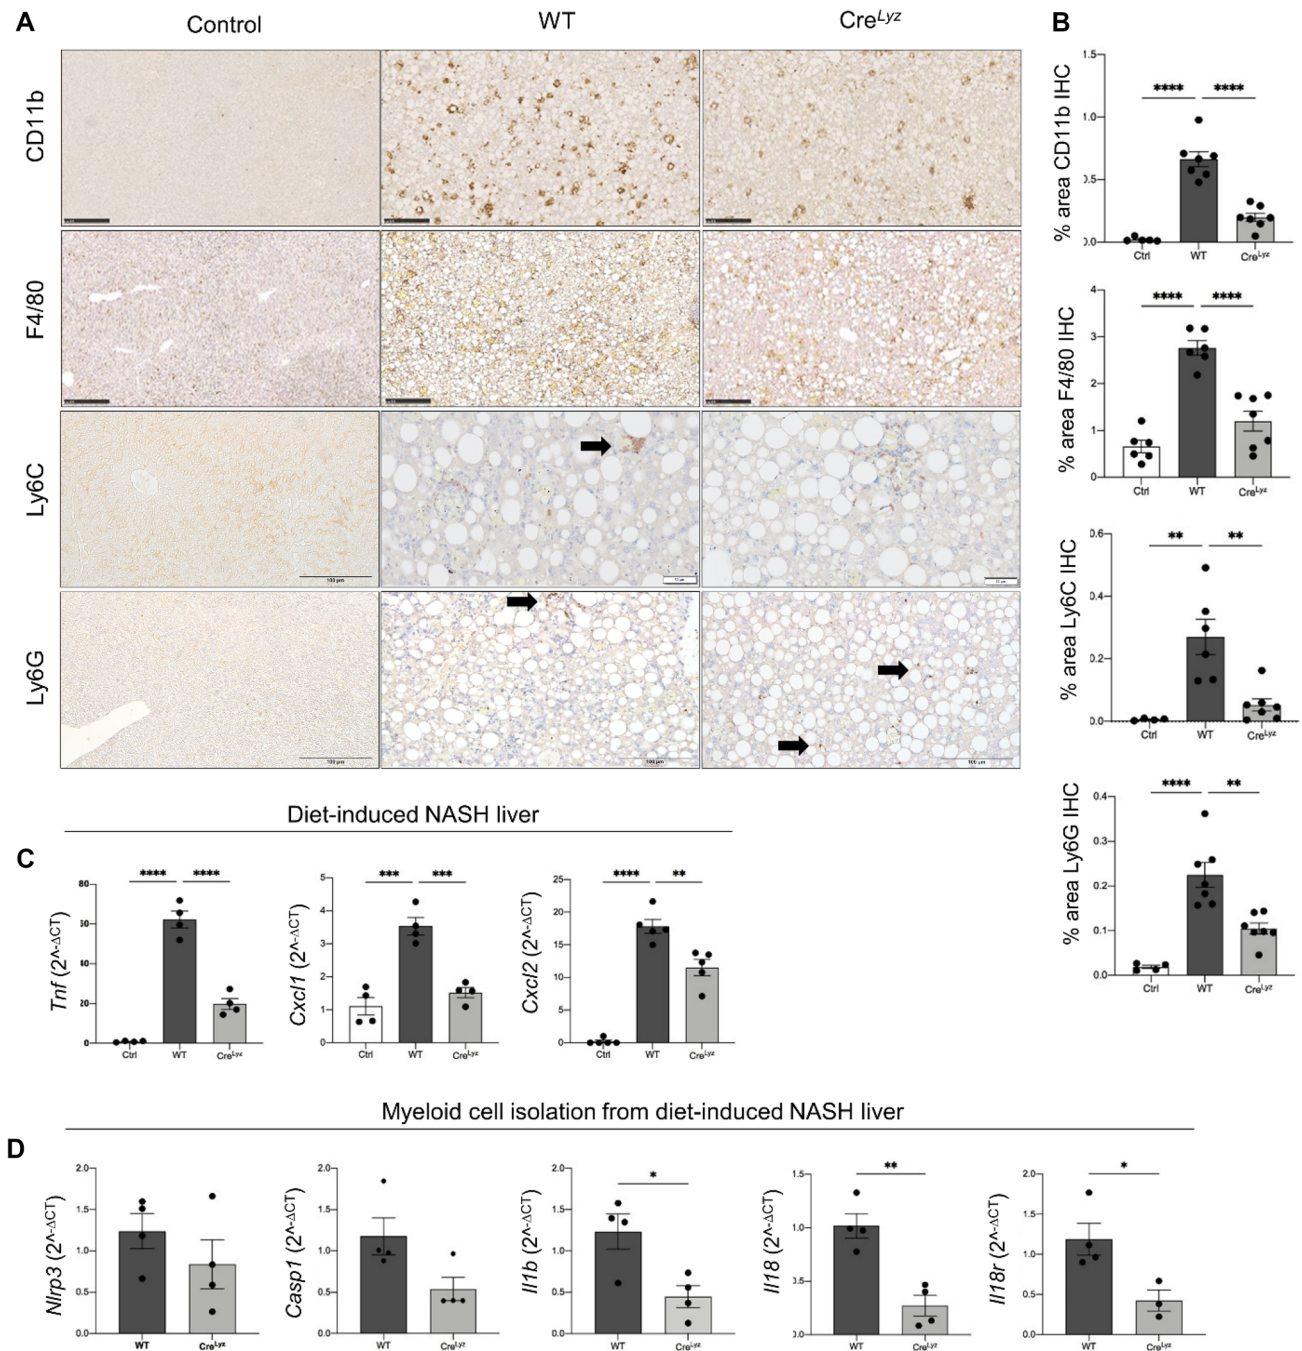 A
Control
WT
Cre^Lyz
B
CD11b
F4/80
Ly6C
100 µm
Ly6G
100 µm
100 µm
100 µm
% area CD11b IHC
1.5
1.0
0.5
0.0
****
****
Ctrl
WT
Cre^Lyz
% area F4/80 IHC
4
3
2
1
0
****
****
Ctrl
WT
Cre^Lyz
% area Ly6C IHC
0.6
0.4
0.2
0.0
**
**
Ctrl
WT
Cre^Lyz
% area Ly6G IHC
0.4
0.3
0.2
0.1
0.0
****
**
Ctrl
WT
Cre^Lyz
Diet-induced NASH liver
C
Tnf (2^-ΔCT)
80
60
40
20
0
****
****
Ctrl
WT
Cre^Lyz
Cxcl1 (2^-ΔCT)
5
4
3
2
1
0
***
***
Ctrl
WT
Cre^Lyz
Cxcl2 (2^-ΔCT)
25
20
15
10
5
0
****
**
Ctrl
WT
Cre^Lyz
Myeloid cell isolation from diet-induced NASH liver
D
Nlrp3 (2^-ΔCT)
2.0
1.5
1.0
0.5
0.0
WT
Cre^Lyz
Casp1 (2^-ΔCT)
2.0
1.5
1.0
0.5
0.0
WT
Cre^Lyz
Il1b (2^-ΔCT)
2.0
1.5
1.0
0.5
0.0
*
WT
Cre^Lyz
Il18 (2^-ΔCT)
1.5
1.0
0.5
0.0
**
WT
Cre^Lyz
Il18r (2^-ΔCT)
2.0
1.5
1.0
0.5
0.0
*
WT
Cre^Lyz